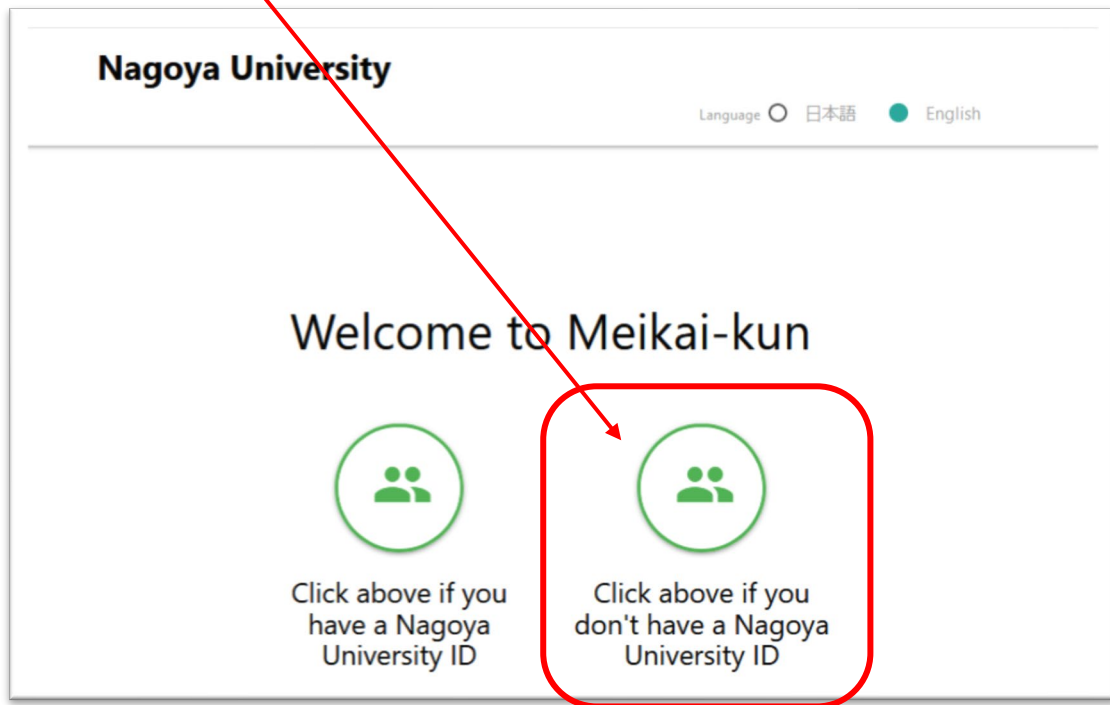 Nagoya University
Language 日本語 English
Welcome to Meikai-kun
Click above if you
have a Nagoya
University ID
Click above if you
don't have a Nagoya
University ID